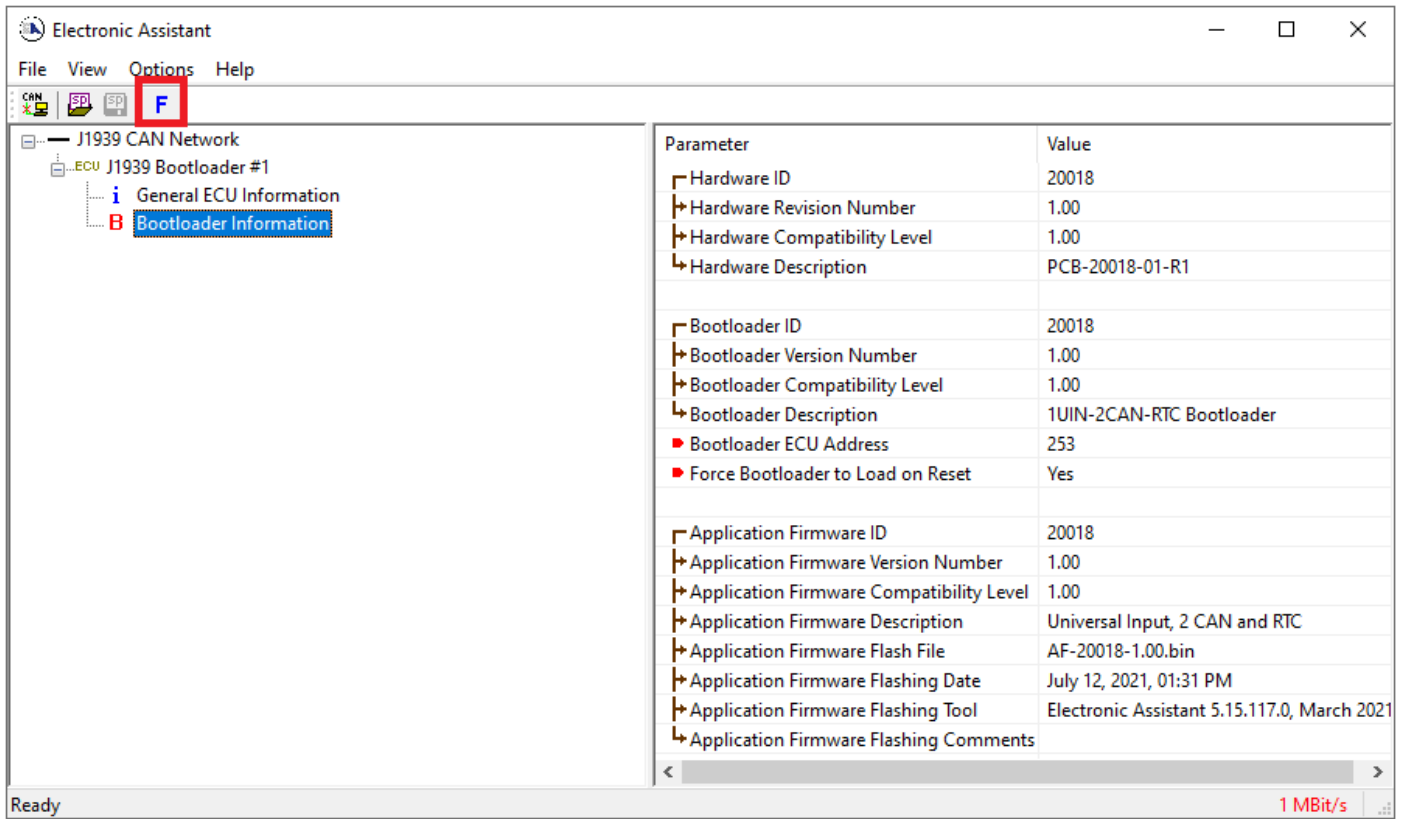 Electronic Assistant
File View Options Help
CAN SP SP F
J1939 CAN Network
ECU J1939 Bootloader #1
i General ECU Information
B Bootloader Information
Parameter Value
Hardware ID 20018
Hardware Revision Number 1.00
Hardware Compatibility Level 1.00
Hardware Description PCB-20018-01-R1
Bootloader ID 20018
Bootloader Version Number 1.00
Bootloader Compatibility Level 1.00
Bootloader Description 1UIN-2CAN-RTC Bootloader
Bootloader ECU Address 253
Force Bootloader to Load on Reset Yes
Application Firmware ID 20018
Application Firmware Version Number 1.00
Application Firmware Compatibility Level 1.00
Application Firmware Description Universal Input, 2 CAN and RTC
Application Firmware Flash File AF-20018-1.00.bin
Application Firmware Flashing Date July 12, 2021, 01:31 PM
Application Firmware Flashing Tool Electronic Assistant 5.15.117.0, March 2021
Application Firmware Flashing Comments
Ready 1 MBit/s